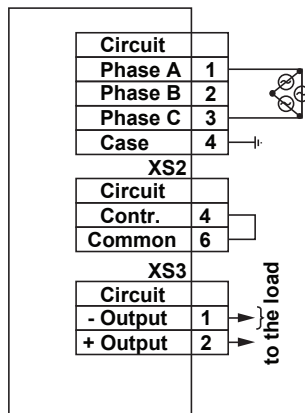 Circuit
Phase A 1
Phase B 2
Phase C 3
Case 4
XS2
Circuit
Contr. 4
Common 6
XS3
Circuit
- Output 1
+ Output 2
to the load